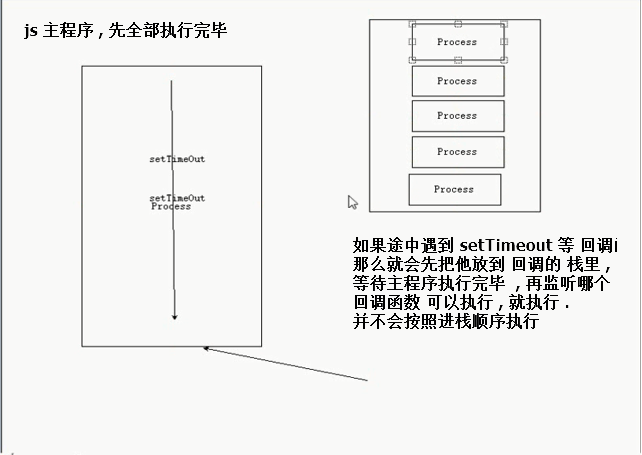 js 主程序 , 先全部执行完毕
setTimeOut
setTimeOut
Process
Process
Process
Process
Process
Process
如果途中遇到 setTimeout 等 回调i
那么就会先把他放到 回调的 栈里 ,
等待主程序执行完毕 , 再监听哪个
回调函数 可以执行 , 就执行 .
并不会按照进栈顺序执行